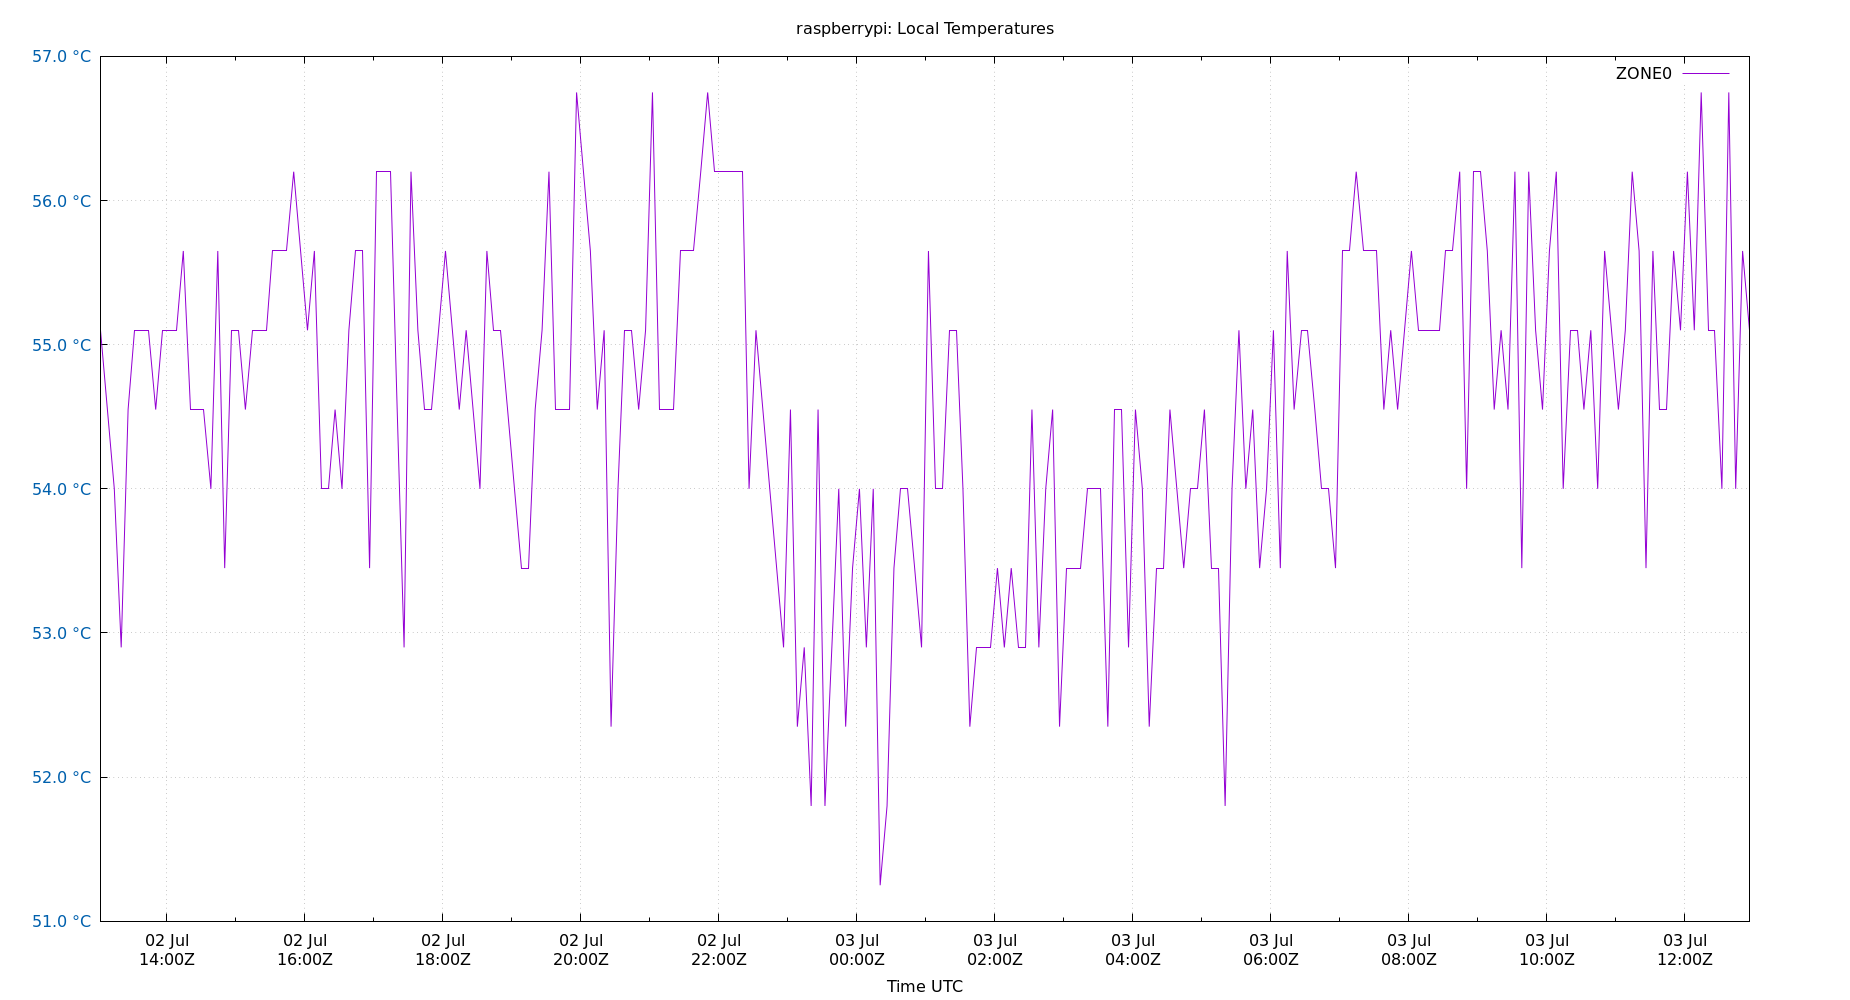 raspberrypi: Local Temperatures
57.0 °C
ZONE0
56.0 °C
55.0 °C
54.0 °C
53.0 °C
52.0 °C
51.0 °C
02 Jul 02 Jul 02 Jul 02 Jul 02 Jul 03 Jul 03 Jul 03 Jul 03 Jul 03 Jul 03 Jul 03 Jul
14:00Z 16:00Z 18:00Z 20:00Z 22:00Z 00:00Z 02:00Z 04:00Z 06:00Z 08:00Z 10:00Z 12:00Z
Time UTC